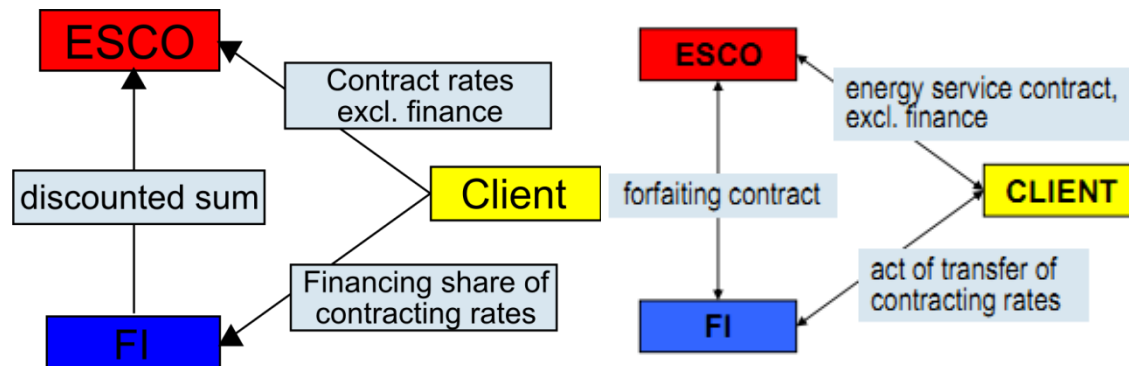 ESCO
Contract rates
excl. finance
discounted sum
Client
Financing share of
contracting rates
FI
ESCO
energy service contract,
excl. finance
forfaiting contract
CLIENT
act of transfer of
contracting rates
FI